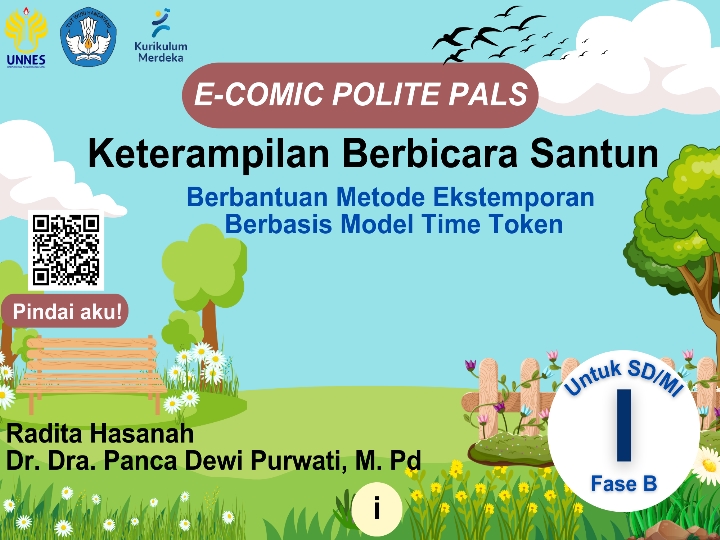 UNNES
Kurikulum
Merdeka
E-COMIC POLITE PALS
Keterampilan Berbicara Santun
Berbantuan Metode Ekstemporan
Berbasis Model Time Token
Pindai aku!
Radita Hasanah
Dr. Dra. Panca Dewi Purwati, M. Pd
Untuk SD/MI
I
Fase B
i